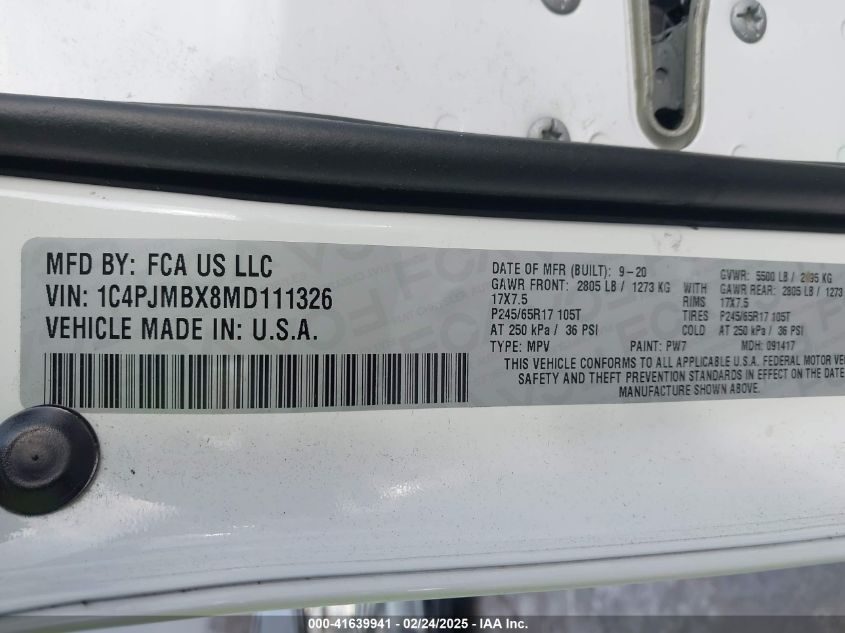 MFD BY: FCA US LLC
VIN: 1C4PJMBX8MD111326
VEHICLE MADE IN: U.S.A.
DATE OF MFR (BUILT): 9-20 GVWR: 5500 LB / KG
GAWR FRONT: 2805 LB / 1273 KG WITH GAWR REAR: 2805 LB / 1273
17X7.5 RIMS 17X7.5
P245/65R17 105T TIRES P245/65R17 105T
AT 250 kPa / 36 PSI COLD AT 250 kPa / 36 PSI
TYPE: MPV PAINT: PW7 MDH: 091417
THIS VEHICLE CONFORMS TO ALL APPLICABLE U.S.A. FEDERAL MOTOR VE
SAFETY AND THEFT PREVENTION STANDARDS IN EFFECT ON THE DATE
MANUFACTURE SHOWN ABOVE.
000-41639941 - 02/24/2025 - IAAI.com